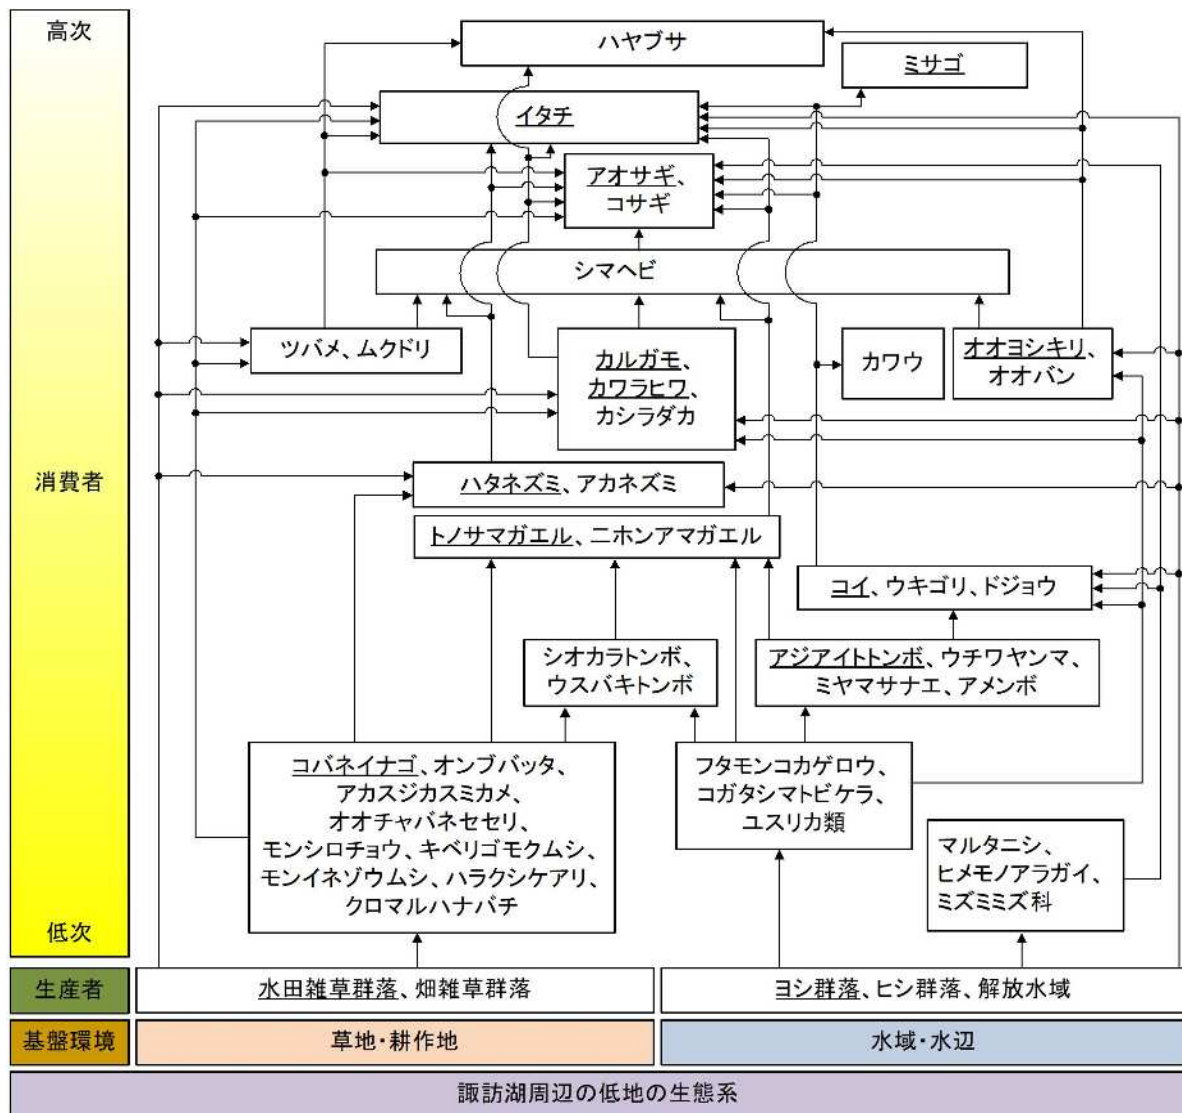 高次
ハヤブサ
ミサゴ
イタチ
アオサギ、
コサギ
シマヘビ
ツバメ、ムクドリ
カルガモ、
カワラヒワ、
カシラダカ
カワウ
オオヨシキリ、
オオバン
消費者
ハタネズミ、アカネズミ
トノサマガエル、ニホンアマガエル
コイ、ウキゴリ、ドジョウ
シオカラトンボ、
ウスバキトンボ
アジアイトトンボ、ウチワヤンマ、
ミヤマサナエ、アメンボ
コバネイナゴ、オンブバッタ、
アカスジカスミカメ、
オオチャバネセセリ、
モンシロチョウ、キベリゴモクムシ、
モンイネゾウムシ、ハラクシケアリ、
クロマルハナバチ
フタモンコカゲロウ、
コガタシマトビケラ、
ユスリカ類
マルタニシ、
ヒメモノアラガイ、
ミズミミズ科
低次
生産者
水田雑草群落、畑雑草群落
ヨシ群落、ヒシ群落、解放水域
基盤環境
草地・耕作地
水域・水辺
諏訪湖周辺の低地の生態系